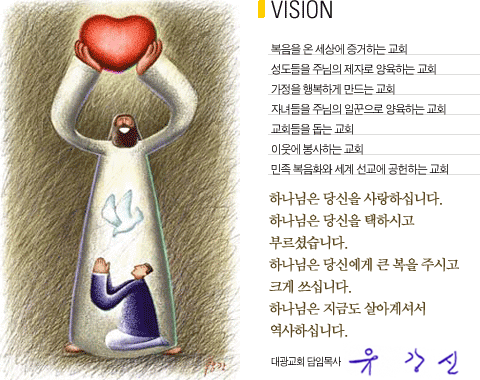 VISION
복음을 온 세상에 증거하는 교회
성도들을 주님의 제자로 양육하는 교회
가정을 행복하게 만드는 교회
자녀들을 주님의 일꾼으로 양육하는 교회
교회들을 돕는 교회
이웃에 봉사하는 교회
민족 복음화와 세계 선교에 공헌하는 교회
하나님은 당신을 사랑하십니다.
하나님은 당신을 택하시고
부르셨습니다.
하나님은 당신에게 큰 복을 주시고
크게 쓰십니다.
하나님은 지금도 살아계셔서
역사하십니다.
대광교회 담임목사 유 강 신